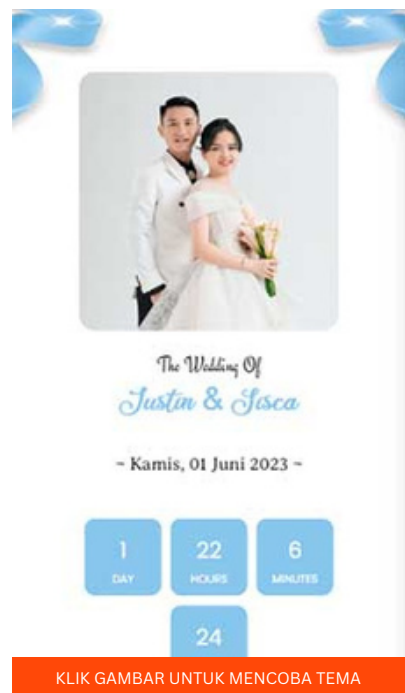 The Wedding Of
Justin & Sisca
~ Kamis, 01 Juni 2023 ~
1 22 6
DAY HOURS MINUTES
24
KLIK GAMBAR UNTUK MENCOBA TEMA